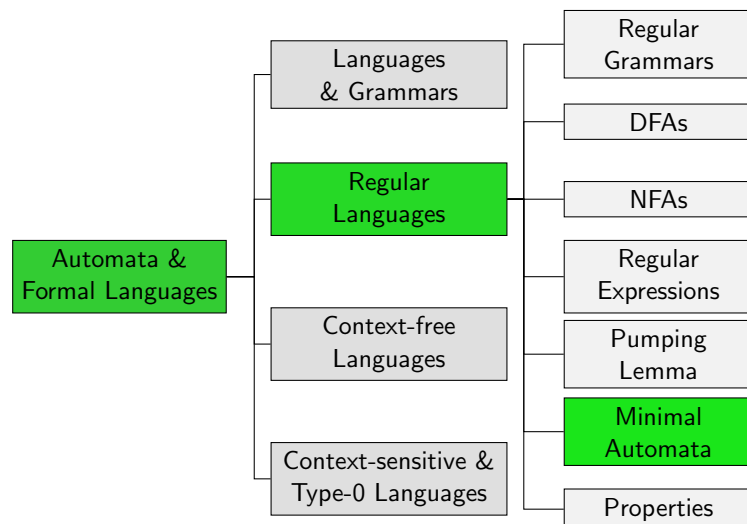 Automata &
Formal Languages
Languages
& Grammars
Regular
Languages
Context-free
Languages
Context-sensitive &
Type-0 Languages
Regular
Grammars
DFAs
NFAs
Regular
Expressions
Pumping
Lemma
Minimal
Automata
Properties